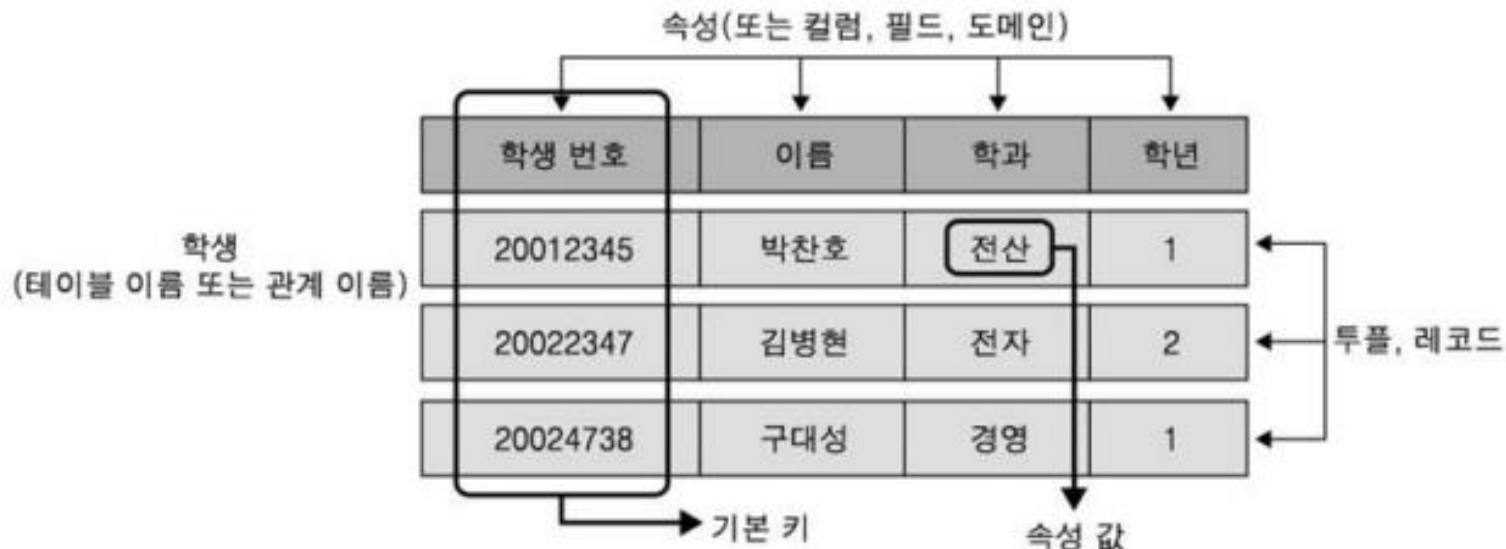 속성(또는 컬럼, 필드, 도메인)
학생 번호 이름 학과 학년
학생
(테이블 이름 또는 관계 이름)
20012345 박찬호 전산 1
20022347 김병현 전자 2
투플, 레코드
20024738 구대성 경영 1
기본 키
속성 값